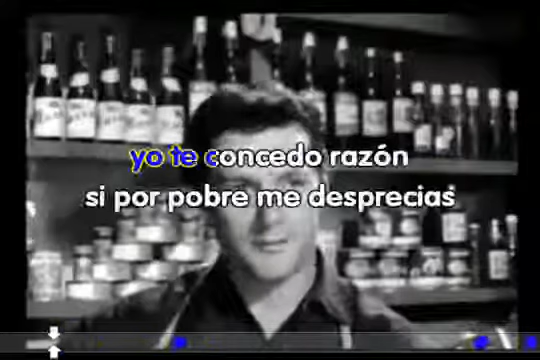 yo te concedo razón
si por pobre me desprecias